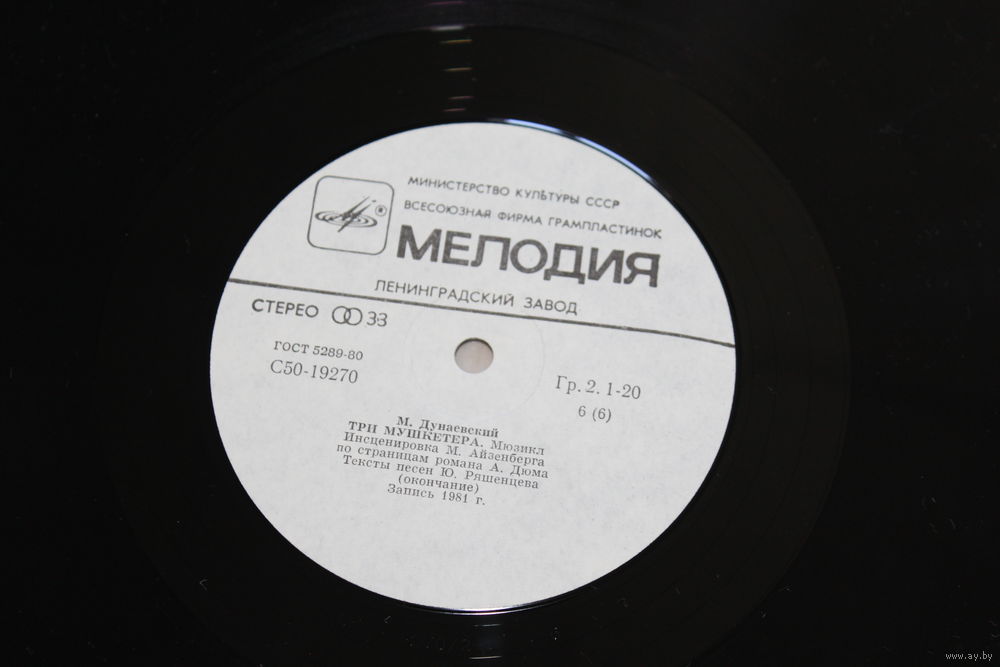 МИНИСТЕРСТВО КУЛЬТУРЫ СССР
ВСЕСОЮЗНАЯ ФИРМА ГРАМПЛАСТИНОК
®
МЕЛОДИЯ
ЛЕНИНГРАДСКИЙ ЗАВОД
СТЕРЕО 33
ГОСТ 5289-80
С50-19270
Гр. 2. 1-20
6 (6)
М. Дунаевский
ТРИ МУШКЕТЕРА. Мюзикл
Инсценировка М. Айзенберга
по страницам романа А. Дюма
Тексты песен Ю. Ряшенцева
(окончание)
Запись 1981 г.
www.ay.by